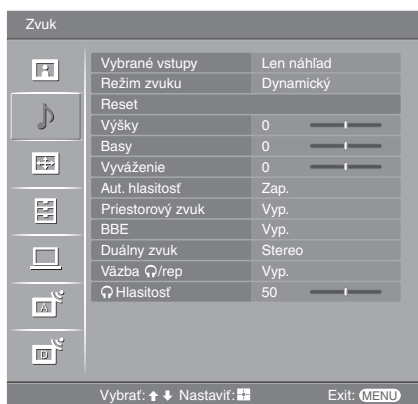 Zvuk
Vybrané vstupy Len náhľad
Režim zvuku Dynamický
Reset
Výšky 0
Basy 0
Vyváženie 0
Aut. hlasitosť Zap.
Priestorový zvuk Vyp.
BBE Vyp.
Duálny zvuk Stereo
Väzba /rep Vyp.
Hlasitosť 50
A
D
Vybrať: Nastaviť: Exit: MENU